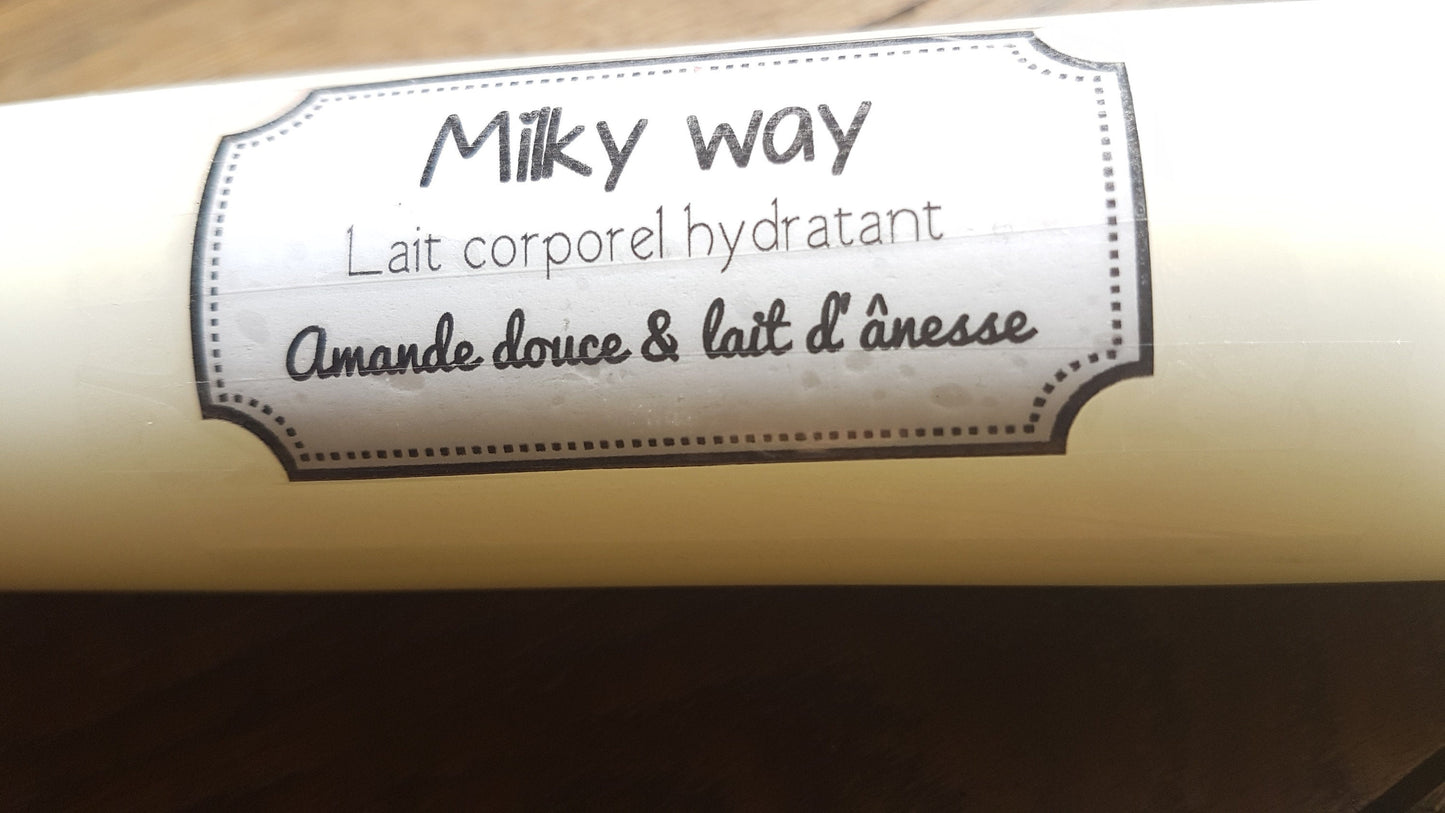 Milky way
Lait corporel hydratant
Amande douce & lait d'ânesse